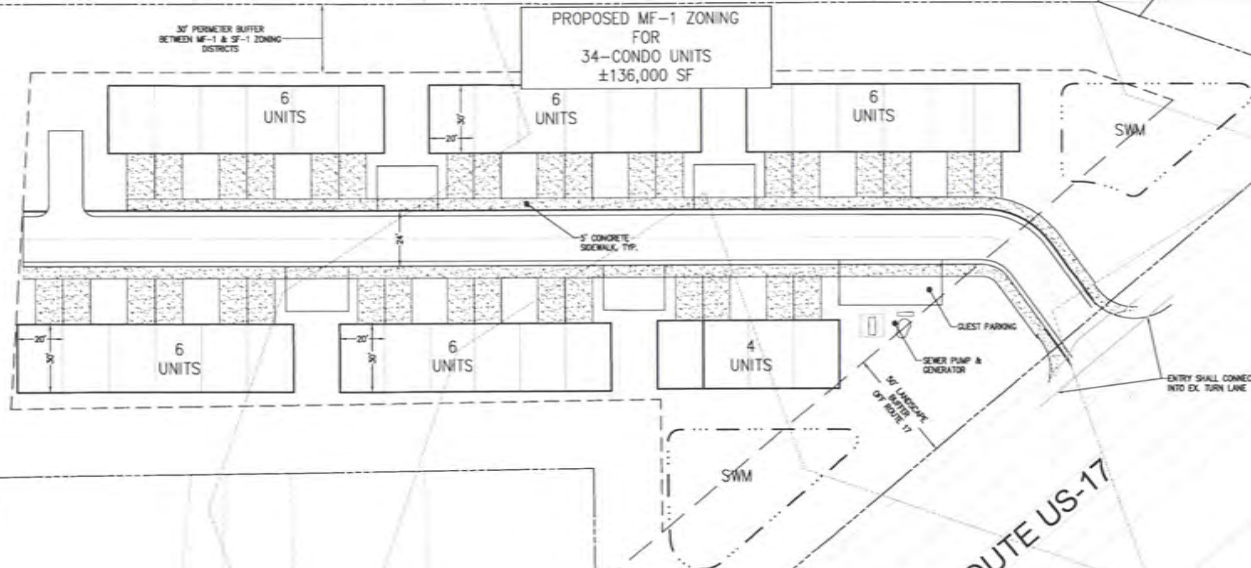 30' PERIMETER BUFFER
BETWEEN MF-1 & SF-1 ZONING
DISTRICTS
PROPOSED MF-1 ZONING
FOR
34-CONDO UNITS
±136,000 SF
6
UNITS
6
UNITS
6
UNITS
SWM
20'
30'
24'
5' CONCRETE
SIDEWALK, TYP.
20'
30'
6
UNITS
20'
30'
6
UNITS
4
UNITS
GUEST PARKING
SEWER PUMP &
GENERATOR
ENTRY SHALL CONNEC
INTO EX. TURN LANE
50' LANDSCAPE
BUFFER
OFF ROUTE 17
SWM
OUTE US-17